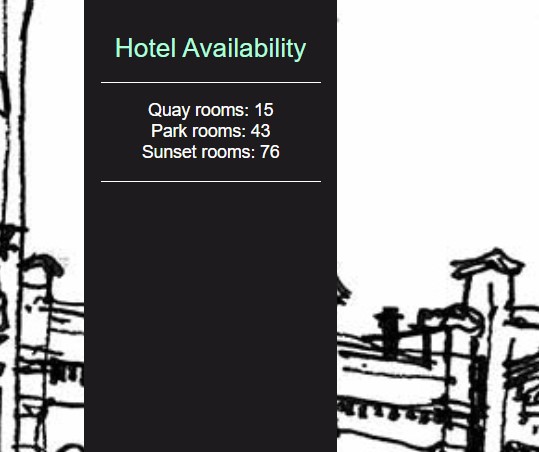 Hotel Availability
Quay rooms: 15
Park rooms: 43
Sunset rooms: 76